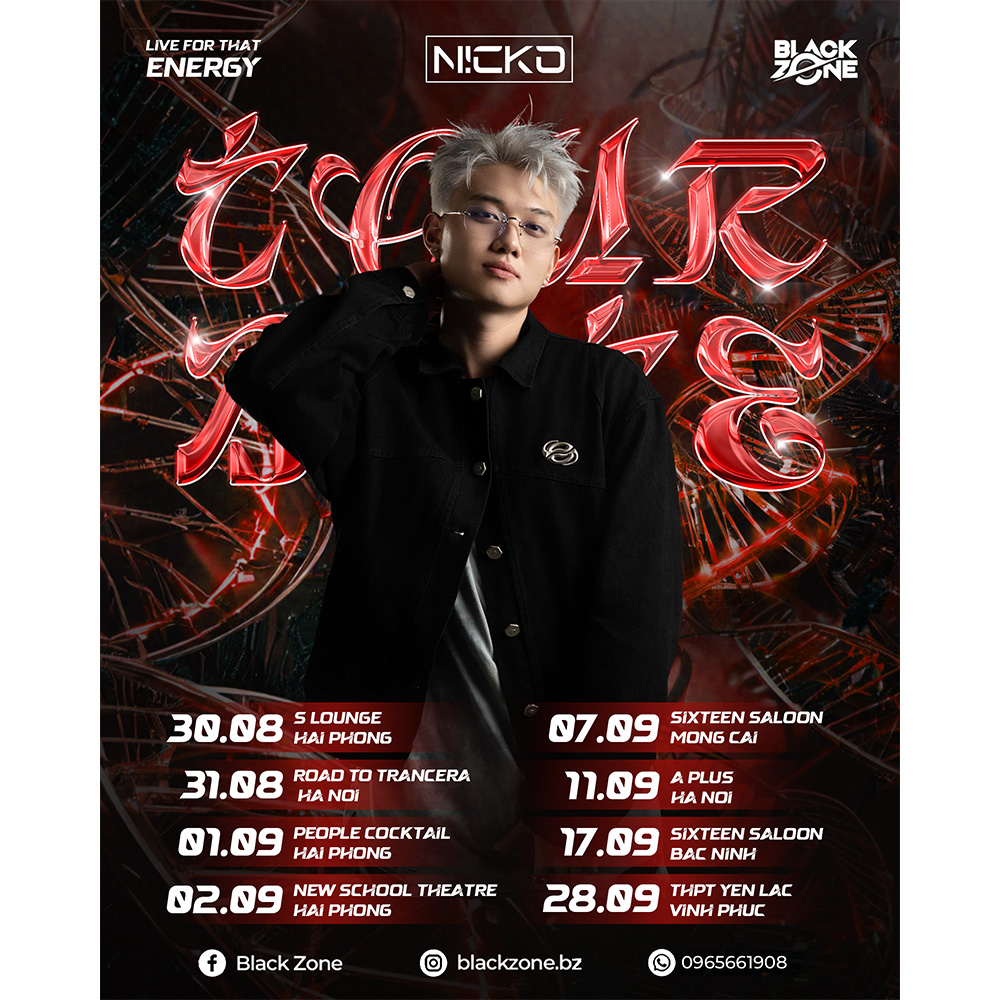 LIVE FOR THAT
ENERGY
N!CKO
BLACK
ZONE
TOUR
30.08 S LOUNGE
HAI PHONG
31.08 ROAD TO TRANCERA
HA NOI
01.09 PEOPLE COCKTAIL
HAI PHONG
02.09 NEW SCHOOL THEATRE
HAI PHONG
07.09 SIXTEEN SALOON
MONG CAI
11.09 A PLUS
HA NOI
17.09 SIXTEEN SALOON
BAC NINH
28.09 THPT YEN LAC
VINH PHUC
Black Zone
blackzone.bz
0965661908